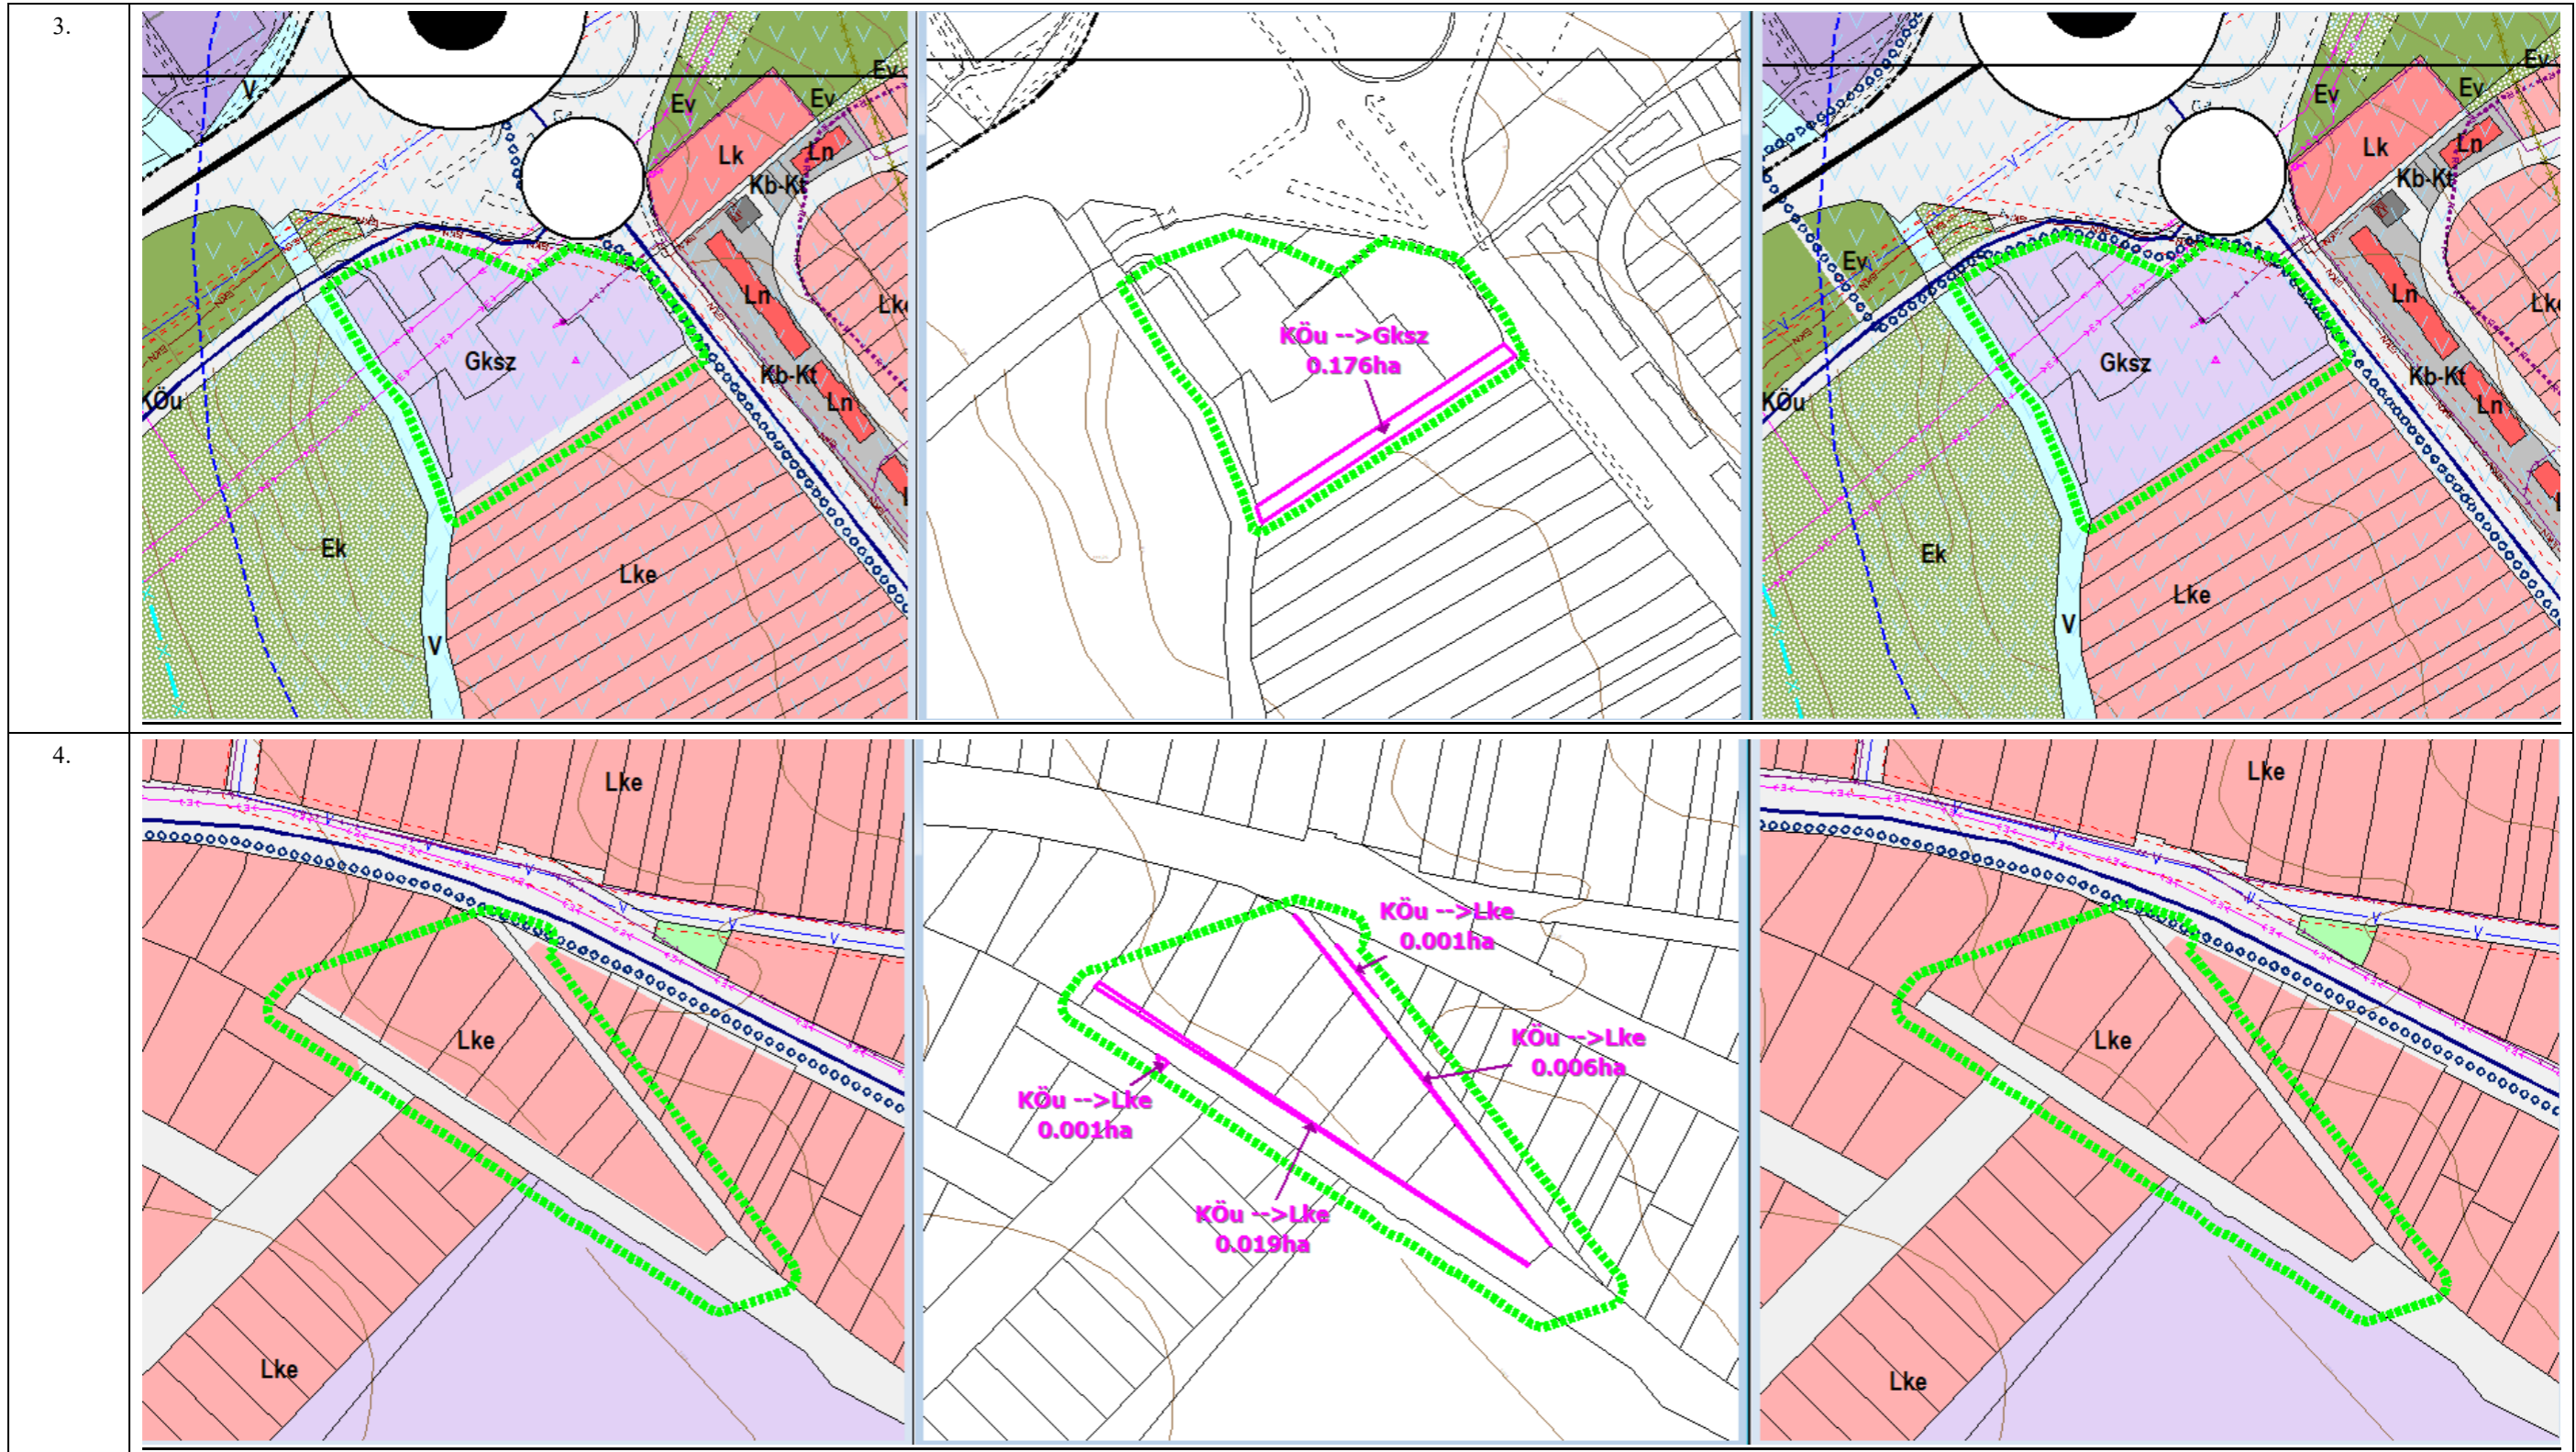 3.
V
Ev
Ev
Ev
Lk
Ln
Kb-Kt
Ln
Lke
Gksz
Kb-Kt
KÖu
Ln
Ek
Lke
V
KÖu -->Gksz
0.176ha
Ev
Ev
Ev
Lk
Ln
Kb-Kt
Ev
Ln
Lke
Gksz
Kb-Kt
KÖu
Ln
Ek
Lke
V
4.
Lke
Lke
Lke
KÖu -->Lke
0.001ha
KÖu -->Lke
0.006ha
KÖu -->Lke
0.001ha
KÖu -->Lke
0.019ha
Lke
Lke
Lke